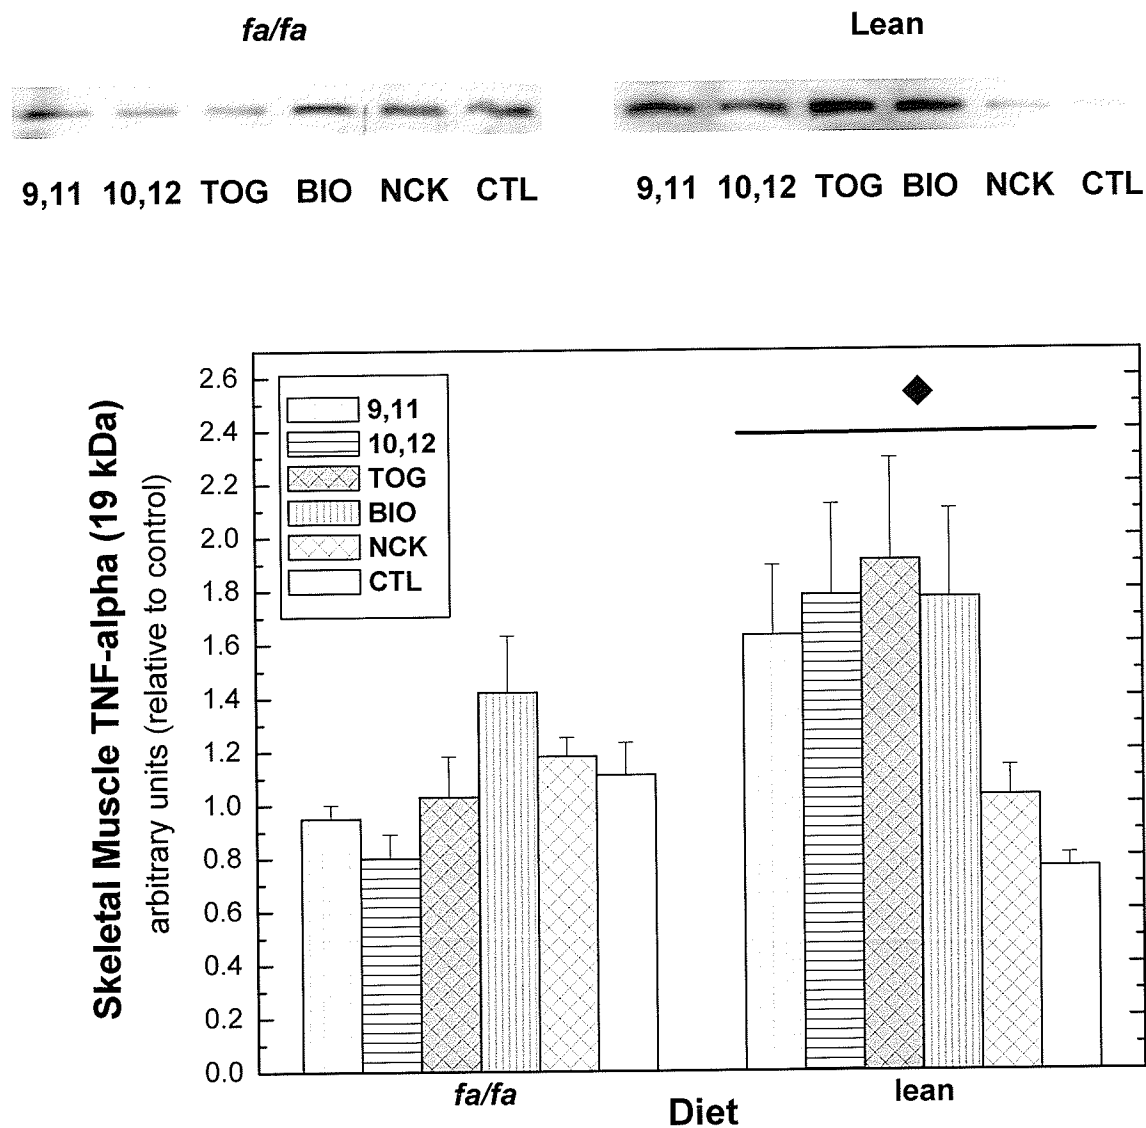 fa/fa Lean
9,11 10,12 TOG BIO NCK CTL 9,11 10,12 TOG BIO NCK CTL
Skeletal Muscle TNF-alpha (19 kDa)
arbitrary units (relative to control)
2.6
2.4
2.2
2.0
1.8
1.6
1.4
1.2
1.0
0.8
0.6
0.4
0.2
0.0
9,11
10,12
TOG
BIO
NCK
CTL
fa/fa lean
Diet